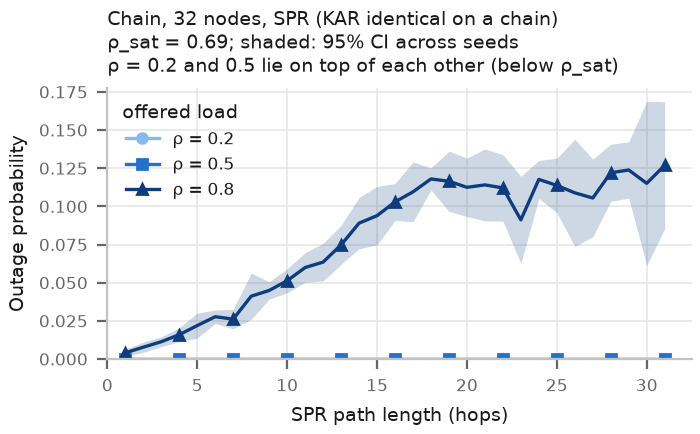 Chain, 32 nodes, SPR (KAR identical on a chain)
ρ_sat = 0.69; shaded: 95% CI across seeds
ρ = 0.2 and 0.5 lie on top of each other (below ρ_sat)
Outage probability
0.175
0.150
0.125
0.100
0.075
0.050
0.025
0.000
offered load
ρ = 0.2
ρ = 0.5
ρ = 0.8
0 5 10 15 20 25 30
SPR path length (hops)